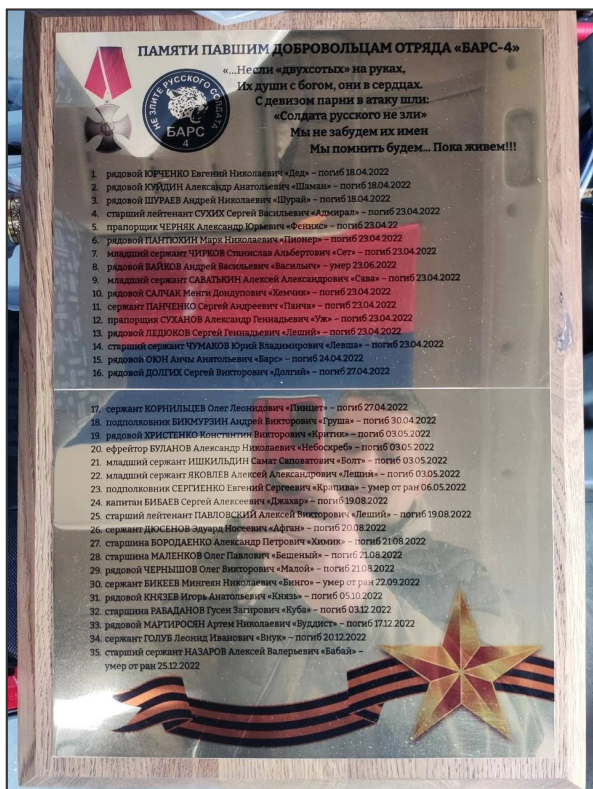 ПАМЯТИ ПАВШИМ ДОБРОВОЛЬЦАМ ОТРЯДА «БАРС-4»
«...Несли «двухсотых» на руках,
Их души с богом, они в сердцах.
С девизом парни в атаку шли:
«Солдата русского не зли»
Мы не забудем их имен
Мы помнить будем... Пока живем!!!
НЕ ЗЛИТЕ РУССКОГО СОЛДАТА
БАРС
4
1. рядовой ЮРЧЕНКО Евгений Николаевич «Дед» – погиб 18.04.2022
2. рядовой КУЙДИН Александр Анатольевич «Шаман» – погиб 18.04.2022
3. рядовой ШУРАЕВ Андрей Николаевич «Шурай» – погиб 18.04.2022
4. старший лейтенант СУХИХ Сергей Васильевич «Адмирал» – погиб 23.04.2022
5. прапорщик ЧЕРНЯК Александр Юрьевич «Феникс» – погиб 23.04.22
6. рядовой ПАНТЮХИН Марк Николаевич «Пионер» – погиб 23.04.2022
7. младший сержант ЧИРКОВ Станислав Альбертович «Сет» – погиб 23.04.2022
8. рядовой ВАЙКОВ Андрей Васильевич «Васильич» – умер 23.06.2022
9. младший сержант САВАТЬКИН Алексей Александрович «Сава» – погиб 23.04.2022
10. рядовой САЛЧАК Менги Дондупович «Хемчик» – погиб 23.04.2022
11. сержант ПАНЧЕНКО Сергей Андреевич «Панча» – погиб 23.04.2022
12. прапорщик СУХАНОВ Александр Геннадьевич «Уж» – погиб 23.04.2022
13. рядовой ЛЕДЮКОВ Сергей Геннадьевич «Леший» – погиб 23.04.2022
14. старший сержант ЧУМАКОВ Юрий Владимирович «Левша» – погиб 23.04.2022
15. рядовой ОЮН Анчы Анатольевич «Барс» – погиб 24.04.2022
16. рядовой ДОЛГИХ Сергей Викторович «Долгий» – погиб 27.04.2022
17. сержант КОРНИЛЬЦЕВ Олег Леонидович «Пинцет» – погиб 27.04.2022
18. подполковник БИКМУРЗИН Андрей Викторович «Груша» – погиб 30.04.2022
19. рядовой ХРИСТЕНКО Константин Викторович «Критик» – погиб 03.05.2022
20. ефрейтор БУЛАНОВ Александр Николаевич «Небоскреб» – погиб 03.05.2022
21. младший сержант ИШКИЛЬДИН Самат Саповатович «Болт» – погиб 03.05.2022
22. младший сержант ЯКОВЛЕВ Алексей Александрович «Леший» – погиб 03.05.2022
23. подполковник СЕРГИЕНКО Евгений Сергеевич «Крапива» – умер от ран 06.05.2022
24. капитан БИБАЕВ Сергей Алексеевич «Джахар» – погиб 19.08.2022
25. старший лейтенант ПАВЛОВСКИЙ Алексей Викторович «Леший» – погиб 19.08.2022
26. сержант ДЮСЕНОВ Эдуард Носеевич «Афган» – погиб 20.08.2022
27. старшина БОРОДАЕНКО Александр Петрович «Химик» – погиб 21.08.2022
28. старшина МАЛЕНКОВ Олег Павлович «Бешеный» – погиб 21.08.2022
29. рядовой ЧЕРНЫШОВ Олег Викторович «Малой» – погиб 21.08.2022
30. сержант БИКЕЕВ Мингеян Николаевич «Бинго» – умер от ран 22.09.2022
31. рядовой КНЯЗЕВ Игорь Анатольевич «Князь» – погиб 05.10.2022
32. старшина РАБАДАНОВ Гусен Загирович «Куба» – погиб 03.12.2022
33. рядовой МАРТИРОСЯН Артем Николаевич «Буддист» – погиб 17.12.2022
34. сержант ГОЛУБ Леонид Иванович «Внук» – погиб 20.12.2022
35. старший сержант НАЗАРОВ Алексей Валерьевич «Бабай» –
умер от ран 25.12.2022